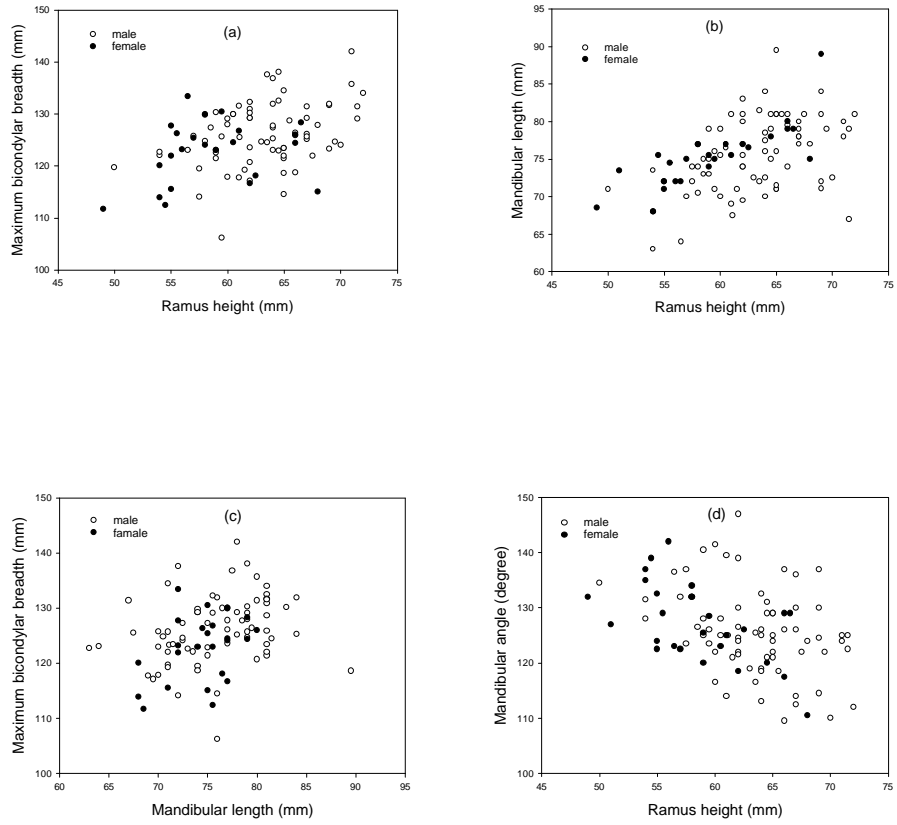 (a)
male
female
150
140
130
120
110
100
45 50 55 60 65 70 75
Maximum bicondylar breadth (mm)
Ramus height (mm)
(b)
male
female
95
90
85
80
75
70
65
60
45 50 55 60 65 70 75
Mandibular length (mm)
Ramus height (mm)
(c)
male
famale
150
140
130
120
110
100
60 65 70 75 80 85 90 95
Maximum bicondylar breadth (mm)
Mandibular length (mm)
(d)
male
female
150
140
130
120
110
100
45 50 55 60 65 70 75
Mandibular angle (degree)
Ramus height (mm)